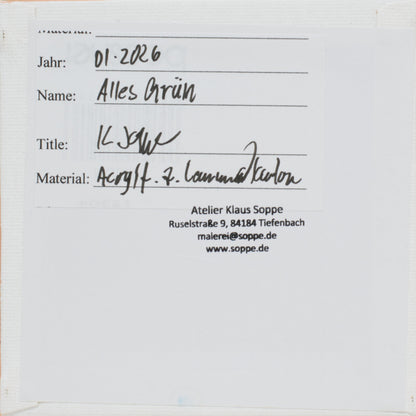 Material:
Jahr: 01.2026
Name: Alles Grün
Title: K Soppe
Material: Acryl f. z.
Atelier Klaus Soppe
Ruselstraße 9, 84184 Tiefenbach
malerei@soppe.de
www.soppe.de